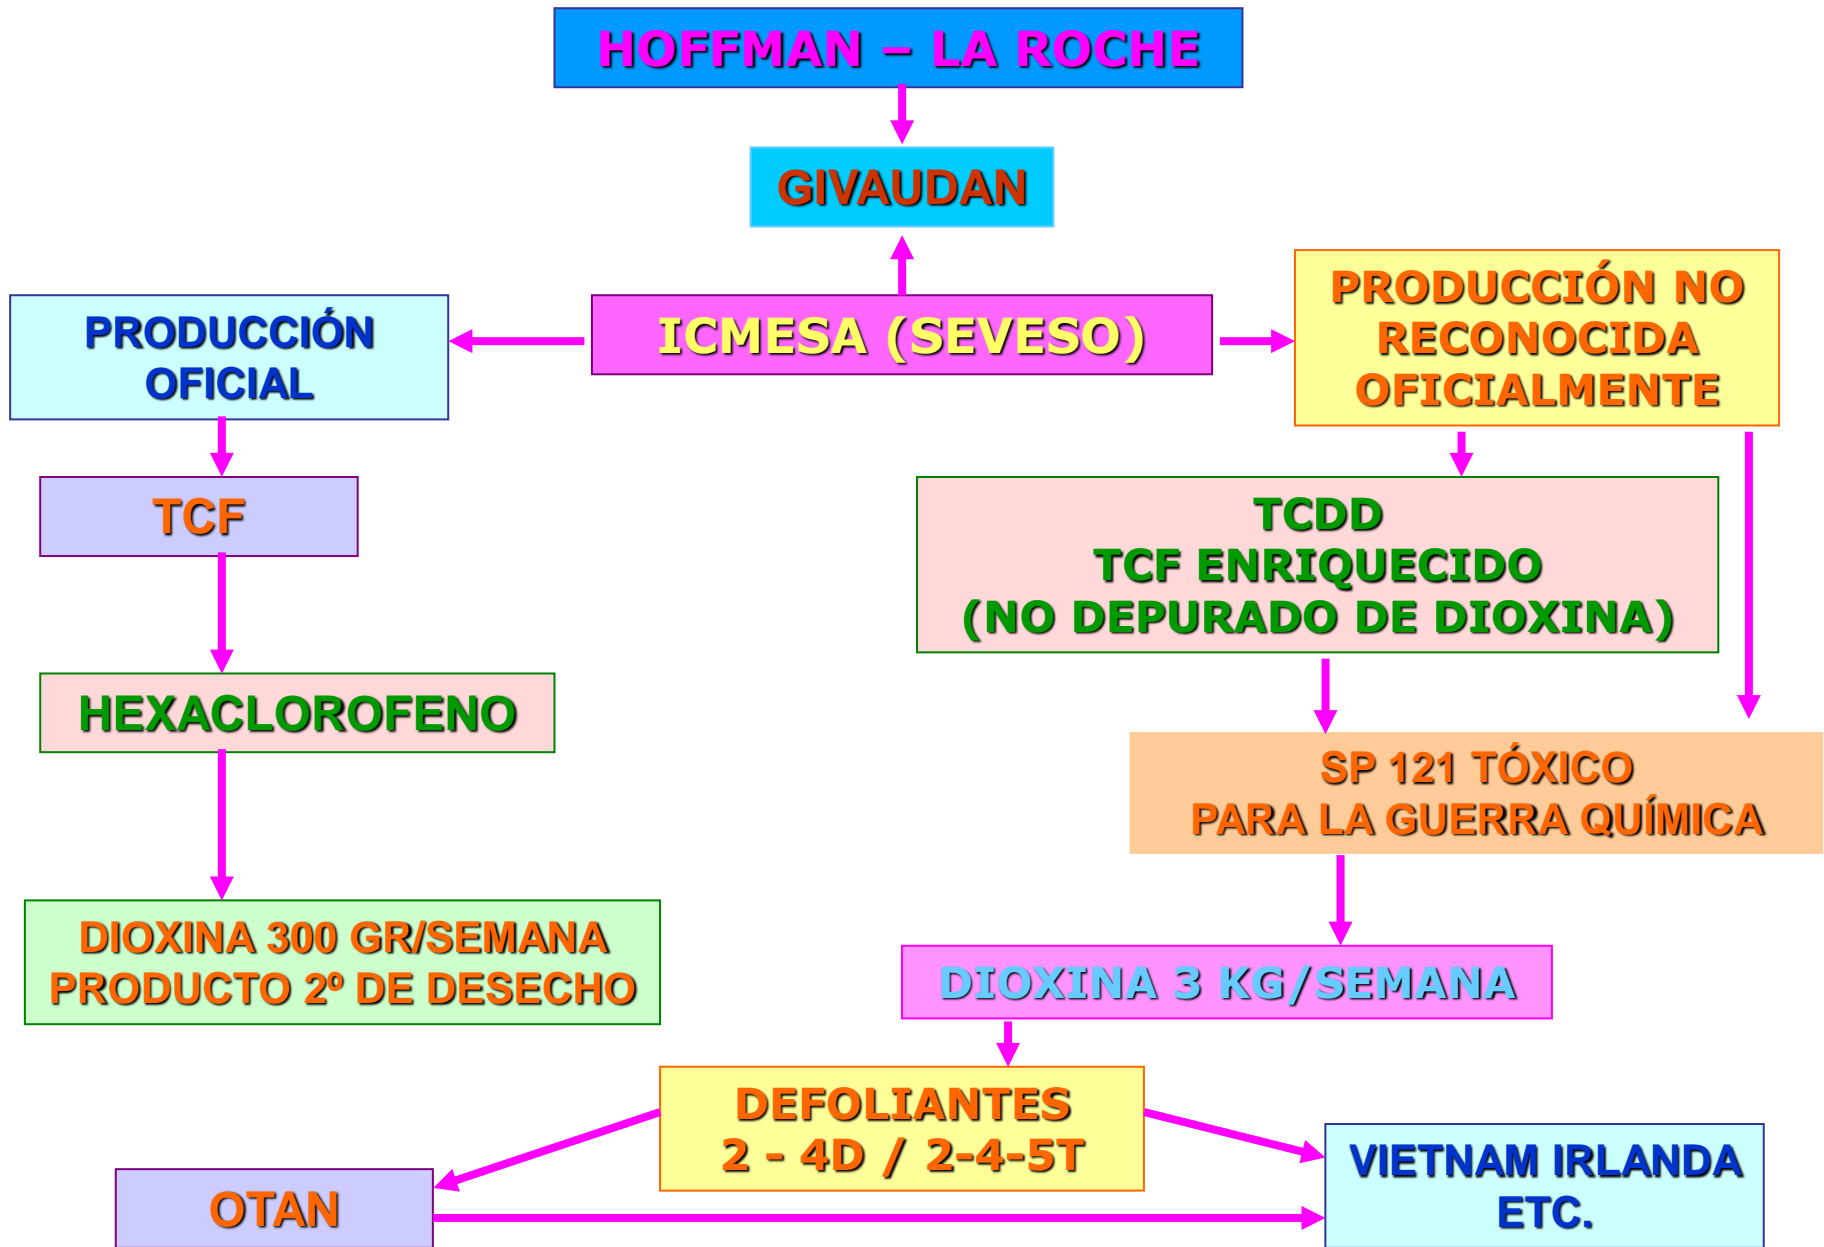 HOFFMAN – LA ROCHE
GIVAUDAN
ICMESA (SEVESO)
PRODUCCIÓN
OFICIAL
PRODUCCIÓN NO
RECONOCIDA
OFICIALMENTE
TCF
TCDD
TCF ENRIQUECIDO
(NO DEPURADO DE DIOXINA)
HEXACLOROFENO
SP 121 TÓXICO
PARA LA GUERRA QUÍMICA
DIOXINA 300 GR/SEMANA
PRODUCTO 2º DE DESECHO
DIOXINA 3 KG/SEMANA
DEFOLIANTES
2 - 4D / 2-4-5T
OTAN
VIETNAM IRLANDA
ETC.